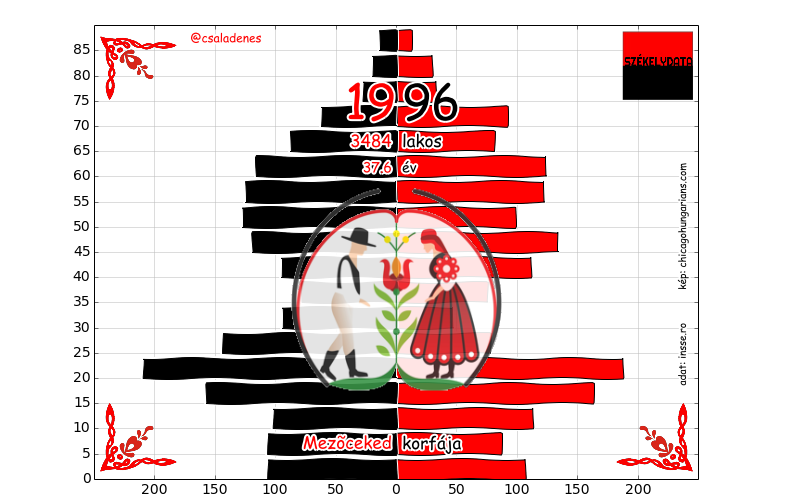 @csaladenes
SZÉKELYDATA
1996
3484 lakos
37.6 év
kép: chicagohungarians.com
adat: insse.ro
Mezőceked korfája
85
80
75
70
65
60
55
50
45
40
35
30
25
20
15
10
5
0
200 150 100 50 0 50 100 150 200